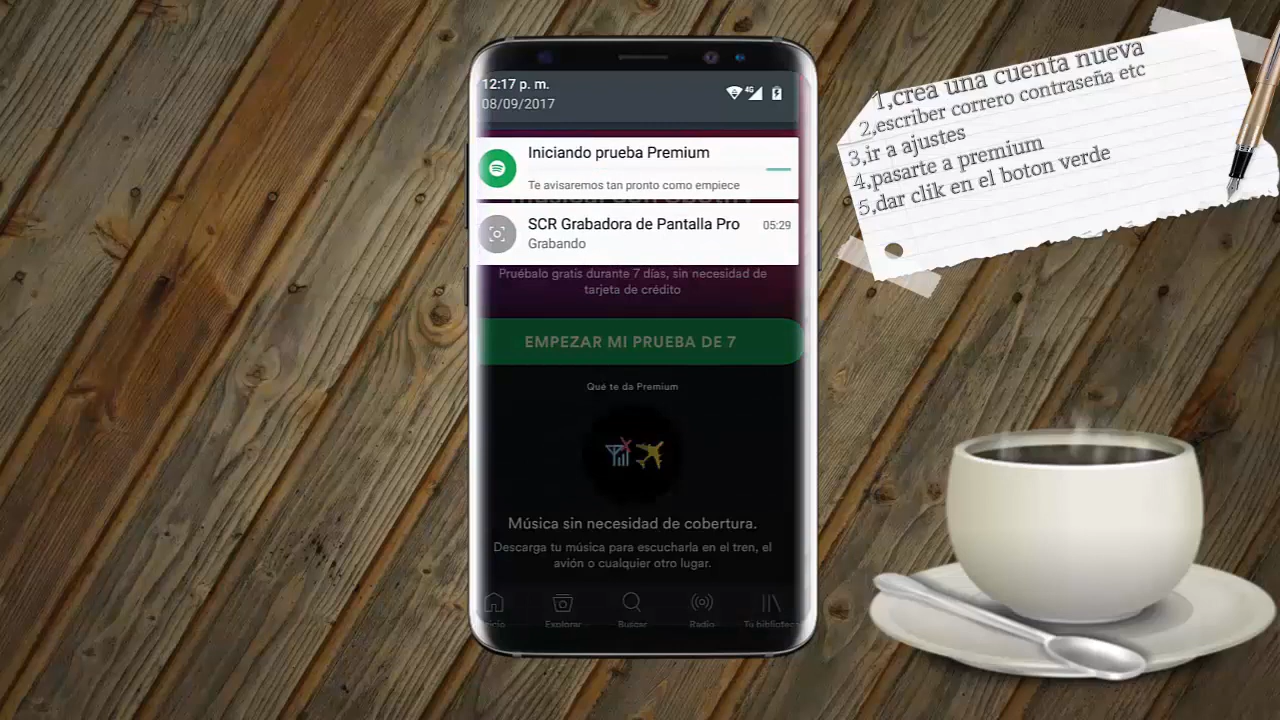 12:17 p. m.
08/09/2017
4G
Iniciando prueba Premium
Te avisaremos tan pronto como empiece
SCR Grabadora de Pantalla Pro
05:29
Grabando
Pruébalo gratis durante 7 días, sin necesidad de
tarjeta de crédito
EMPEZAR MI PRUEBA DE 7
Qué te da Premium
Música sin necesidad de cobertura.
Descarga tu música para escucharla en el tren, el
avión o cualquier otro lugar.
Explorar
Buscar
Radio
1,crea una cuenta nueva
2,escriber correro contraseña etc
3,ir a ajustes
4,pasarte a premium
5,dar clik en el boton verde